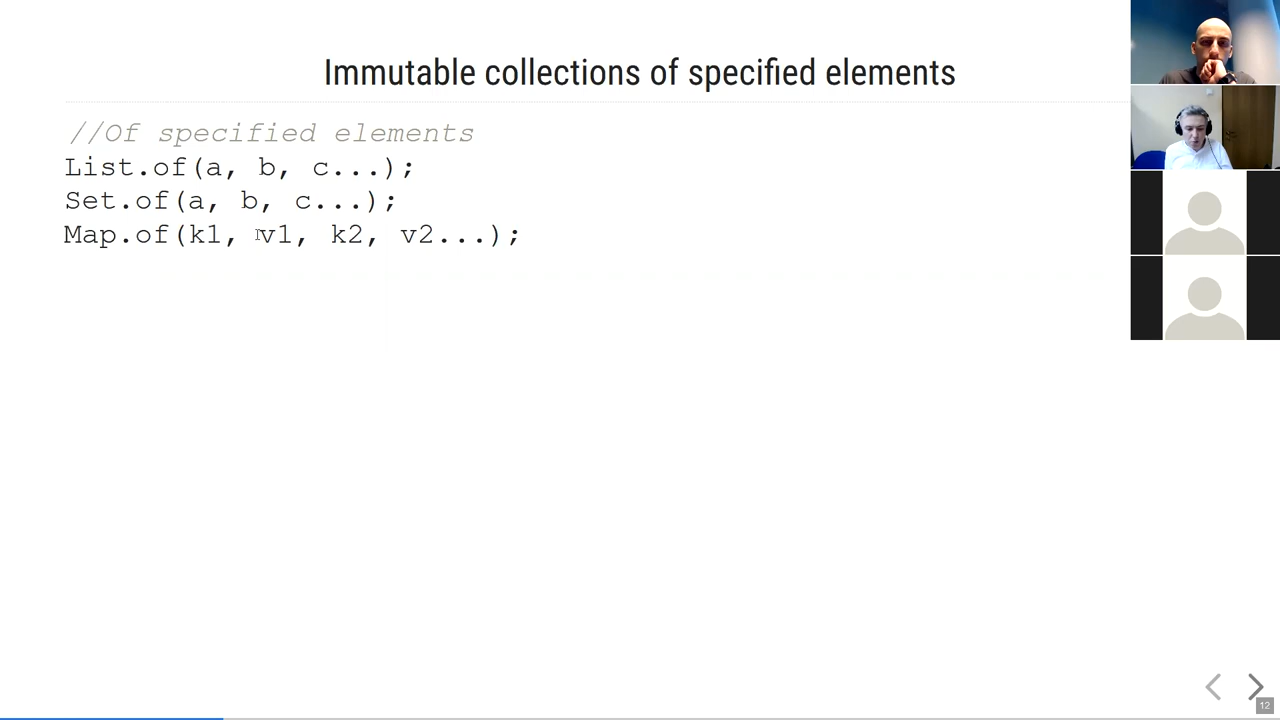 Immutable collections of specified elements
//Of specified elements
List.of(a, b, c...);
Set.of(a, b, c...);
Map.of(k1, v1, k2, v2...);
12